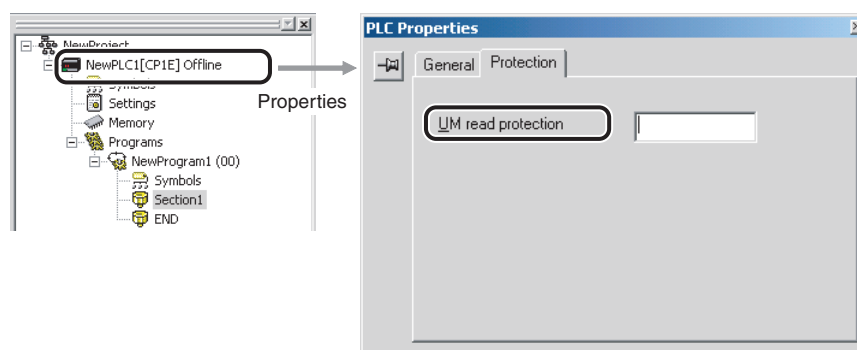 NewProject
NewPLC1[CP1E] Offline
Symbols
Settings
Memory
Programs
NewProgram1 (00)
Symbols
Section1
END
Properties
PLC Properties
General Protection
UM read protection